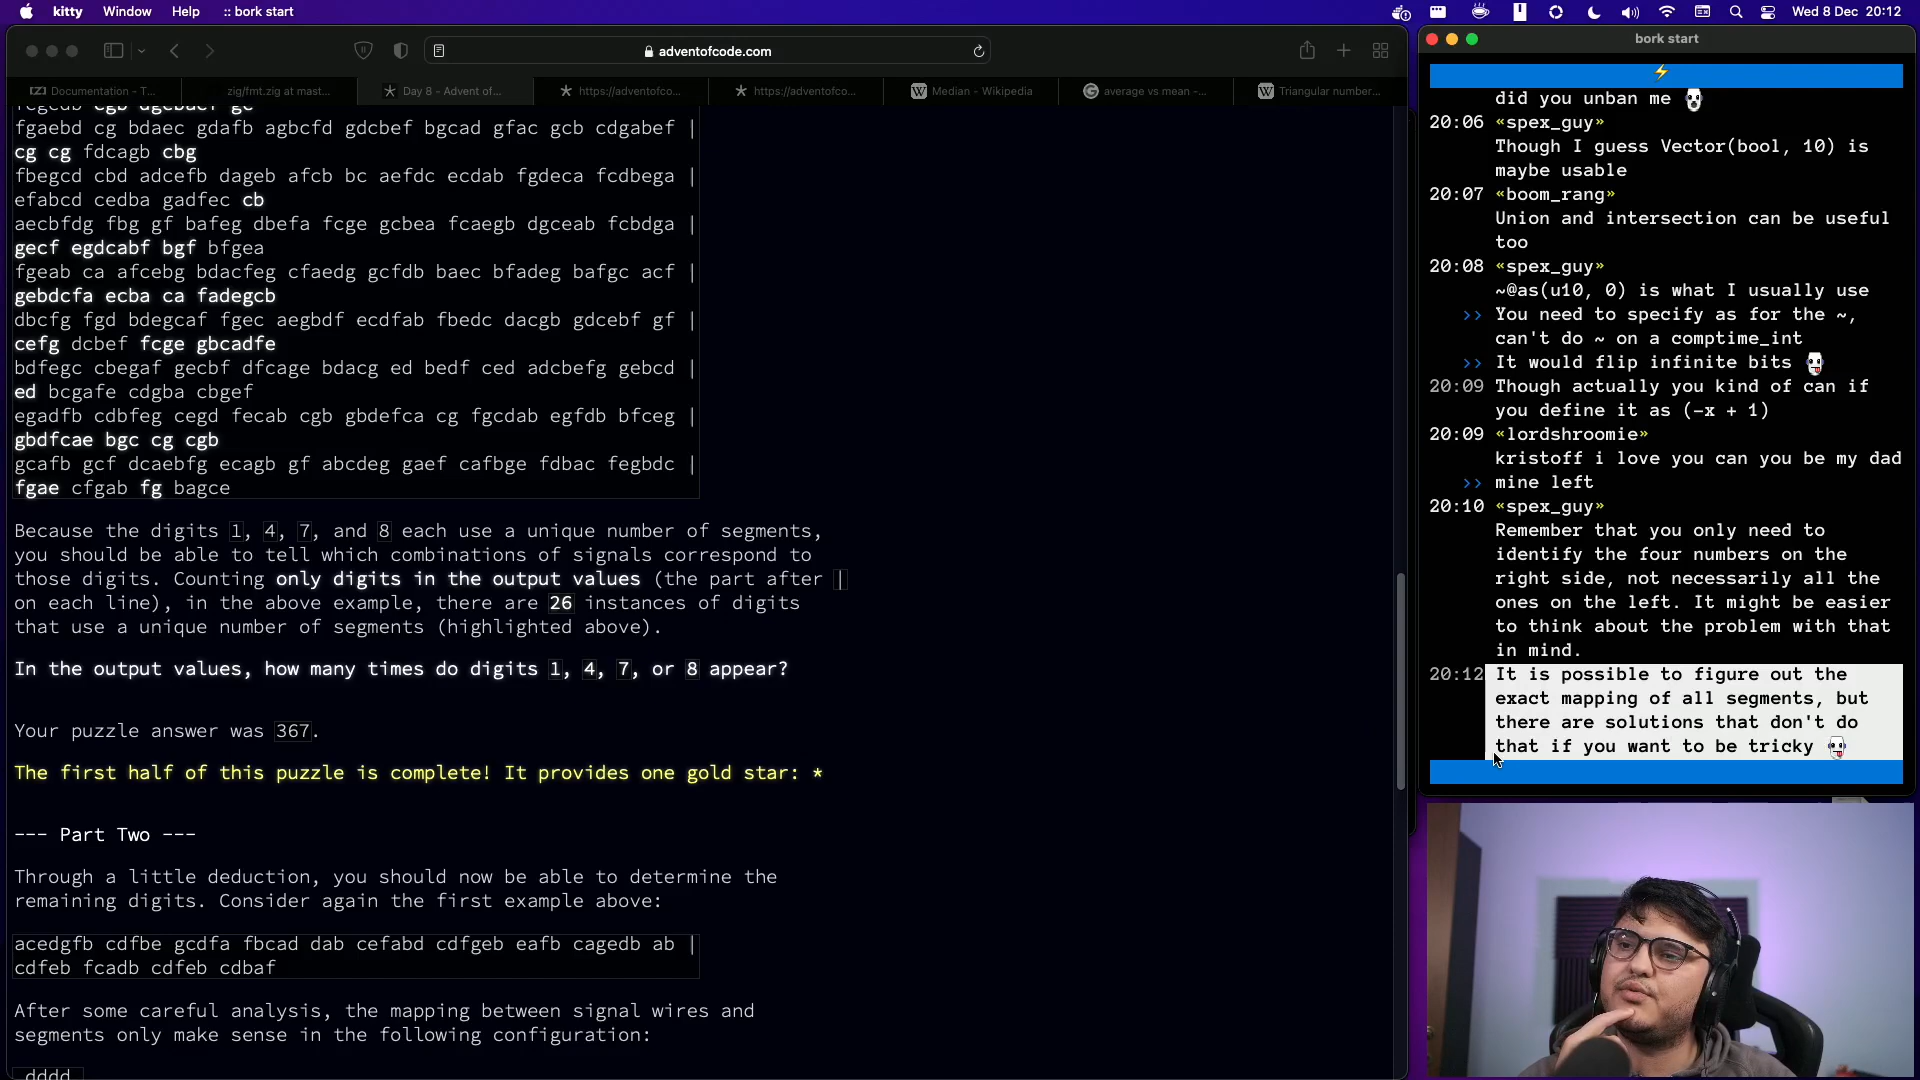 kitty Window Help :: bork start
Wed 8 Dec 20:12
adventofcode.com
Documentation - T...
zig/fmt.zig at mast...
Day 8 - Advent of...
https://adventofco...
https://adventofco...
Median - Wikipedia
average vs mean -...
Triangular number...
fgaebd cg bdaec gdafb agbcfd gdcbef bgcad gfac gcb cdgabef |
cg cg fdcagb cbg
fbegcd cbd adcefb dageb afcb bc aefdc ecdab fgdeca fcdbega |
efabcd cedba gadfec cb
aecbfdg fbg gf bafeg dbefa fcge gcbea fcaegb dgceab fcbdga |
gecf egdcabf bgf bfgea
fgeab ca afcebg bdacfeg cfaedg gcfdb baec bfadeg bafgc acf |
gebdcfa ecba ca fadegcb
dbcfg fgd bdegcaf fgec aegbdf ecdfab fbedc dacgb gdcebf gf |
cefg dcbef fcge gbcadfe
bdfegc cbegaf gecbf dfcage bdacg ed bedf ced adcbefg gebcd |
ed bcgafe cdgba cbgef
egadfb cdbfeg cegd fecab cgb gbdefca cg fgcdab egfdb bfceg |
gbdfcae bgc cg cgb
gcafb gcf dcaebfg ecagb gf abcdeg gaef cafbge fdbac fegbdc |
fgae cfgab fg bagce
Because the digits 1, 4, 7, and 8 each use a unique number of segments,
you should be able to tell which combinations of signals correspond to
those digits. Counting only digits in the output values (the part after |
on each line), in the above example, there are 26 instances of digits
that use a unique number of segments (highlighted above).
In the output values, how many times do digits 1, 4, 7, or 8 appear?
Your puzzle answer was 367.
The first half of this puzzle is complete! It provides one gold star: *
--- Part Two ---
Through a little deduction, you should now be able to determine the
remaining digits. Consider again the first example above:
acedgfb cdfbe gcdfa fbcad dab cefabd cdfgeb eafb cagedb ab |
cdfeb fcadb cdfeb cdbaf
After some careful analysis, the mapping between signal wires and
segments only make sense in the following configuration:
dddd
bork start
did you unban me
20:06 «spex_guy»
Though I guess Vector(bool, 10) is
maybe usable
20:07 «boom_rang»
Union and intersection can be useful
too
20:08 «spex_guy»
~@as(u10, 0) is what I usually use
>> You need to specify as for the ~,
can't do ~ on a comptime_int
>> It would flip infinite bits
20:09 Though actually you kind of can if
you define it as (-x + 1)
20:09 «lordshroomie»
kristoff i love you can you be my dad
>> mine left
20:10 «spex_guy»
Remember that you only need to
identify the four numbers on the
right side, not necessarily all the
ones on the left. It might be easier
to think about the problem with that
in mind.
20:12 It is possible to figure out the
exact mapping of all segments, but
there are solutions that don't do
that if you want to be tricky